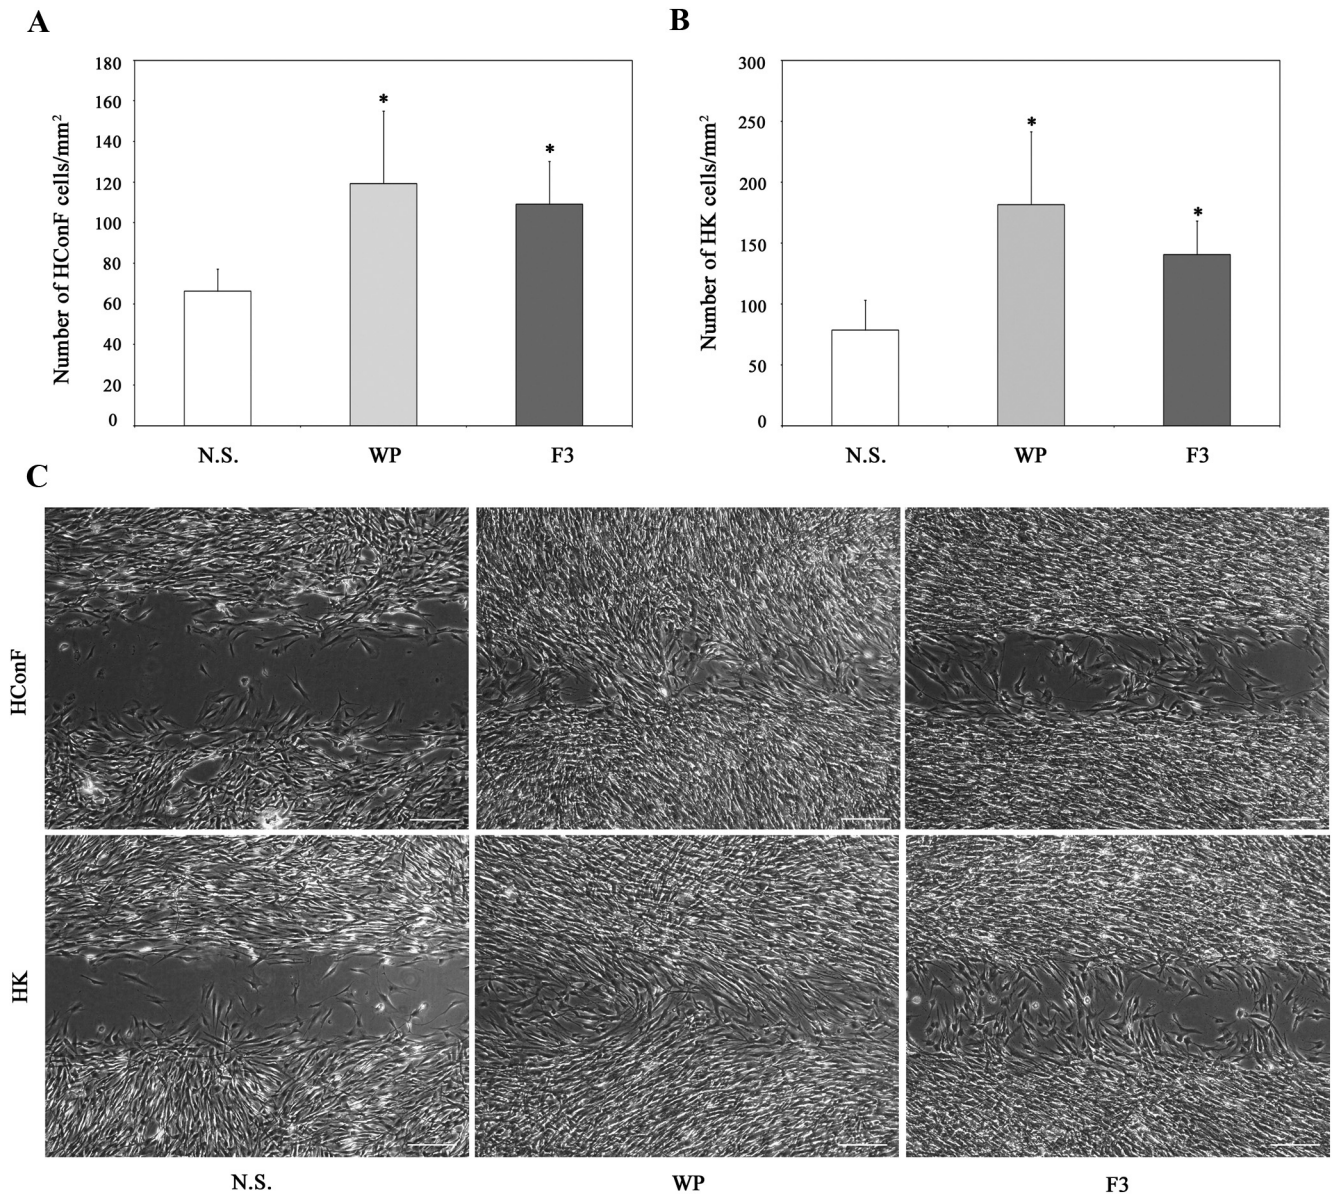 A
B
Number of HConF cells/mm²
180
160
140
120
100
80
60
40
20
0
*
*
N.S.
WP
F3
Number of HK cells/mm²
300
250
200
150
100
50
0
*
*
N.S.
WP
F3
C
HConF
HK
N.S.
WP
F3